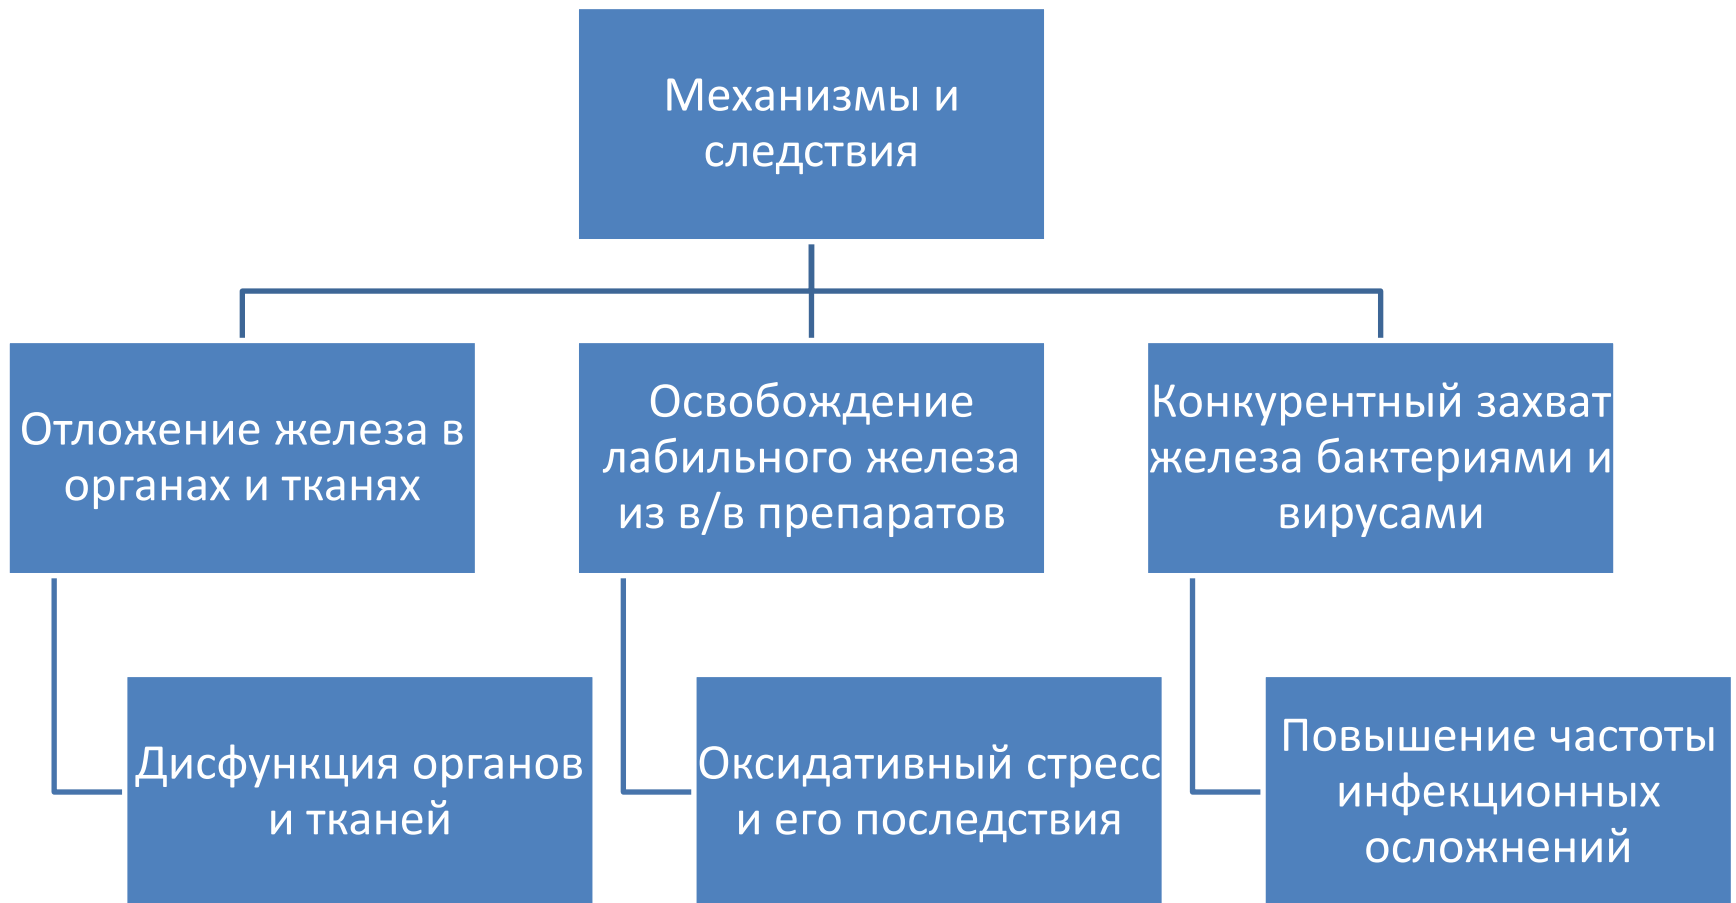 Механизмы и
следствия
Отложение железа в
органах и тканях
Освобождение
лабильного железа
из в/в препаратов
Конкурентный захват
железа бактериями и
вирусами
Дисфункция органов
и тканей
Оксидативный стресс
и его последствия
Повышение частоты
инфекционных
осложнений